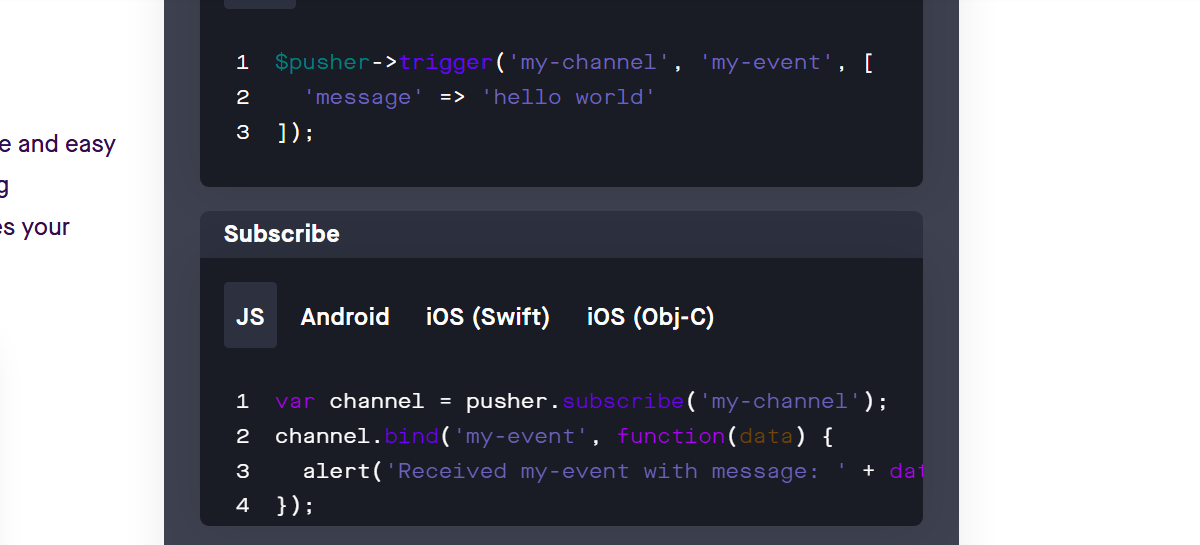 e and easy
g
es your
1 $pusher->trigger('my-channel', 'my-event', [
2 'message' => 'hello world'
3 ]);
Subscribe
JS Android iOS (Swift) iOS (Obj-C)
1 var channel = pusher.subscribe('my-channel');
2 channel.bind('my-event', function(data) {
3 alert('Received my-event with message: ' + dat
4 });